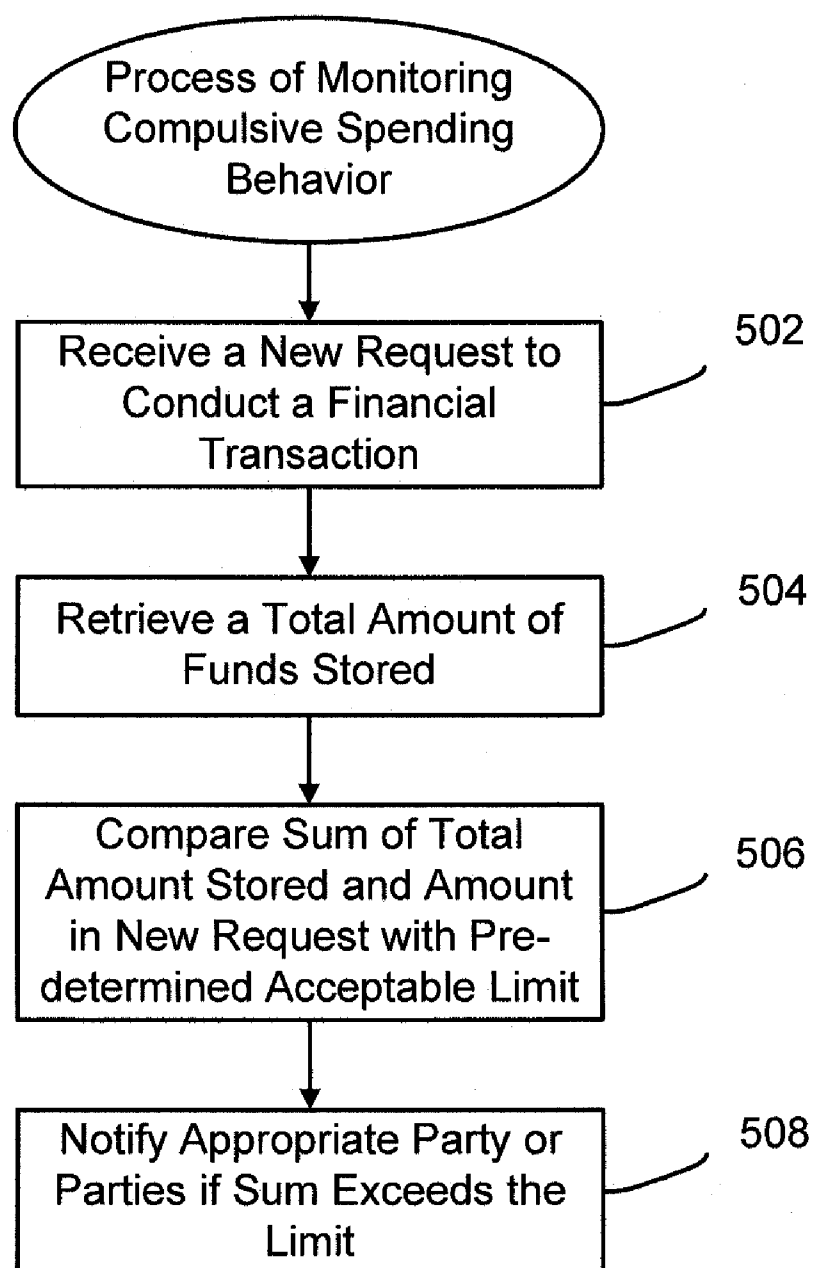 Process of Monitoring
Compulsive Spending
Behavior
Receive a New Request to
Conduct a Financial
Transaction
502
Retrieve a Total Amount of
Funds Stored
504
Compare Sum of Total
Amount Stored and Amount
in New Request with Pre-
determined Acceptable Limit
506
Notify Appropriate Party or
Parties if Sum Exceeds the
Limit
508